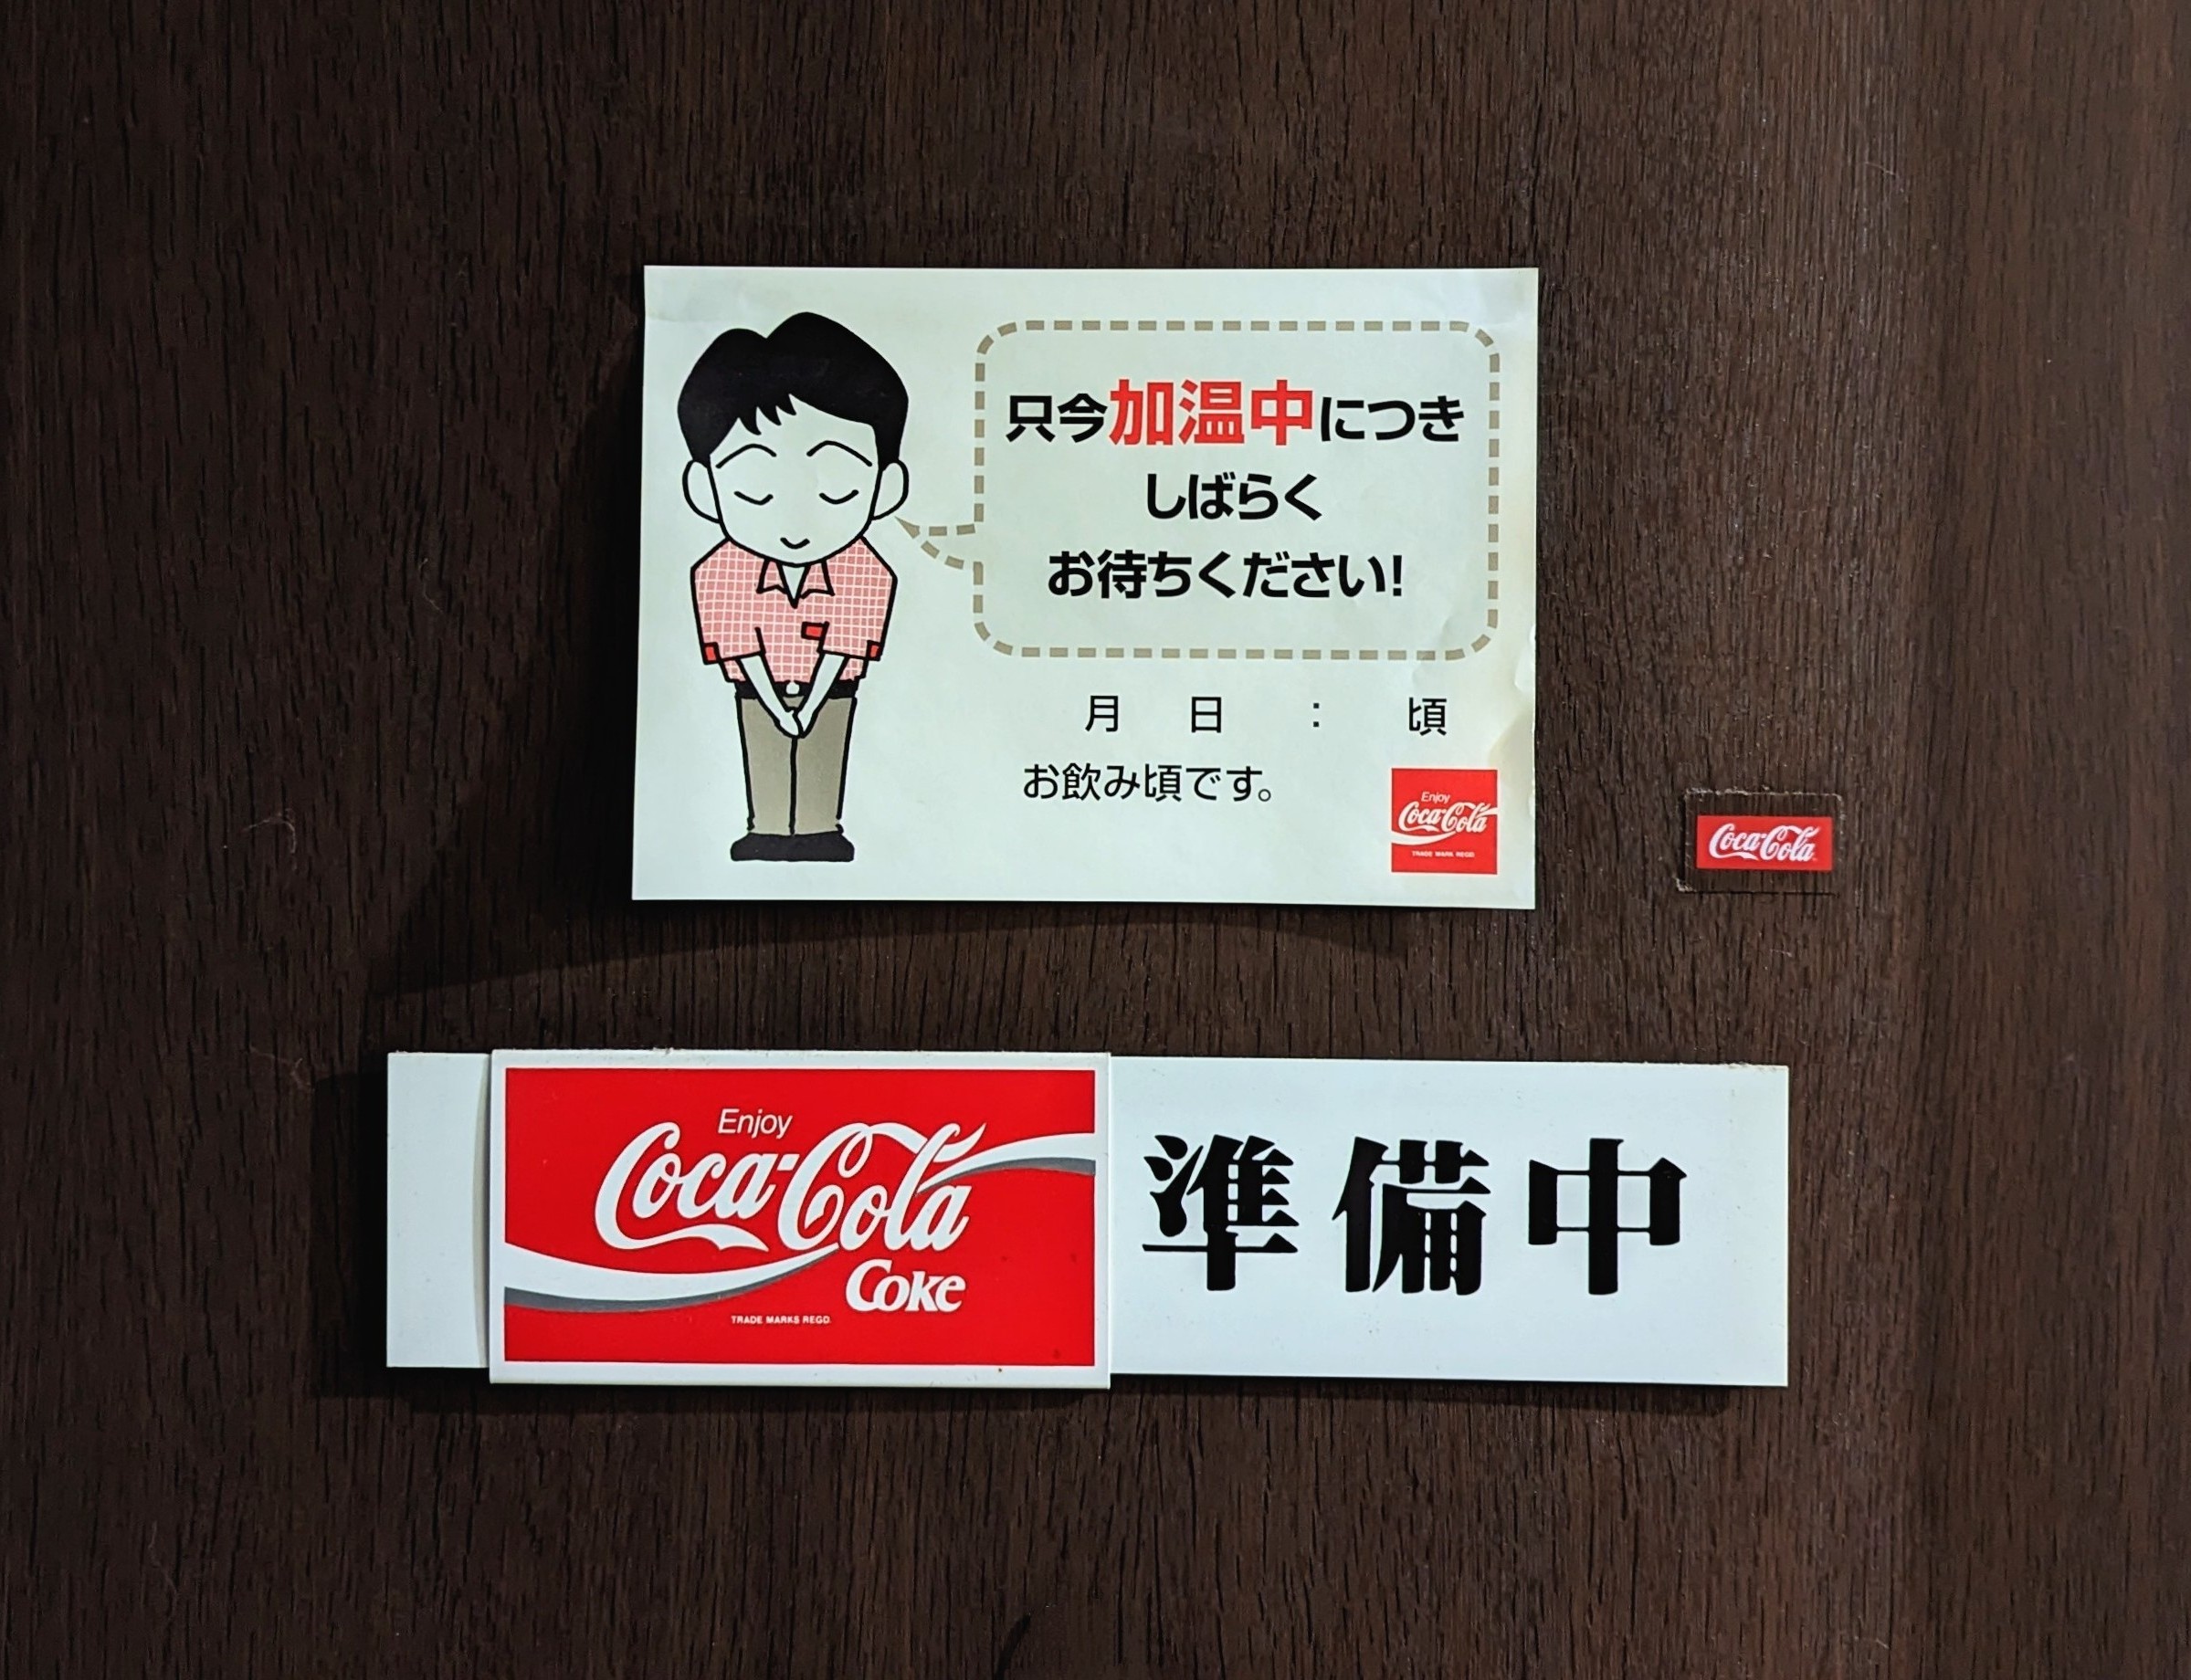 只今加温中につき
しばらく
お待ちください!
月 日 : 頃
お飲み頃です。
Enjoy
Coca-Cola
TRADE MARK REGD.
Coca-Cola
Enjoy
Coca-Cola
Coke
TRADE MARKS REGD.
準備中